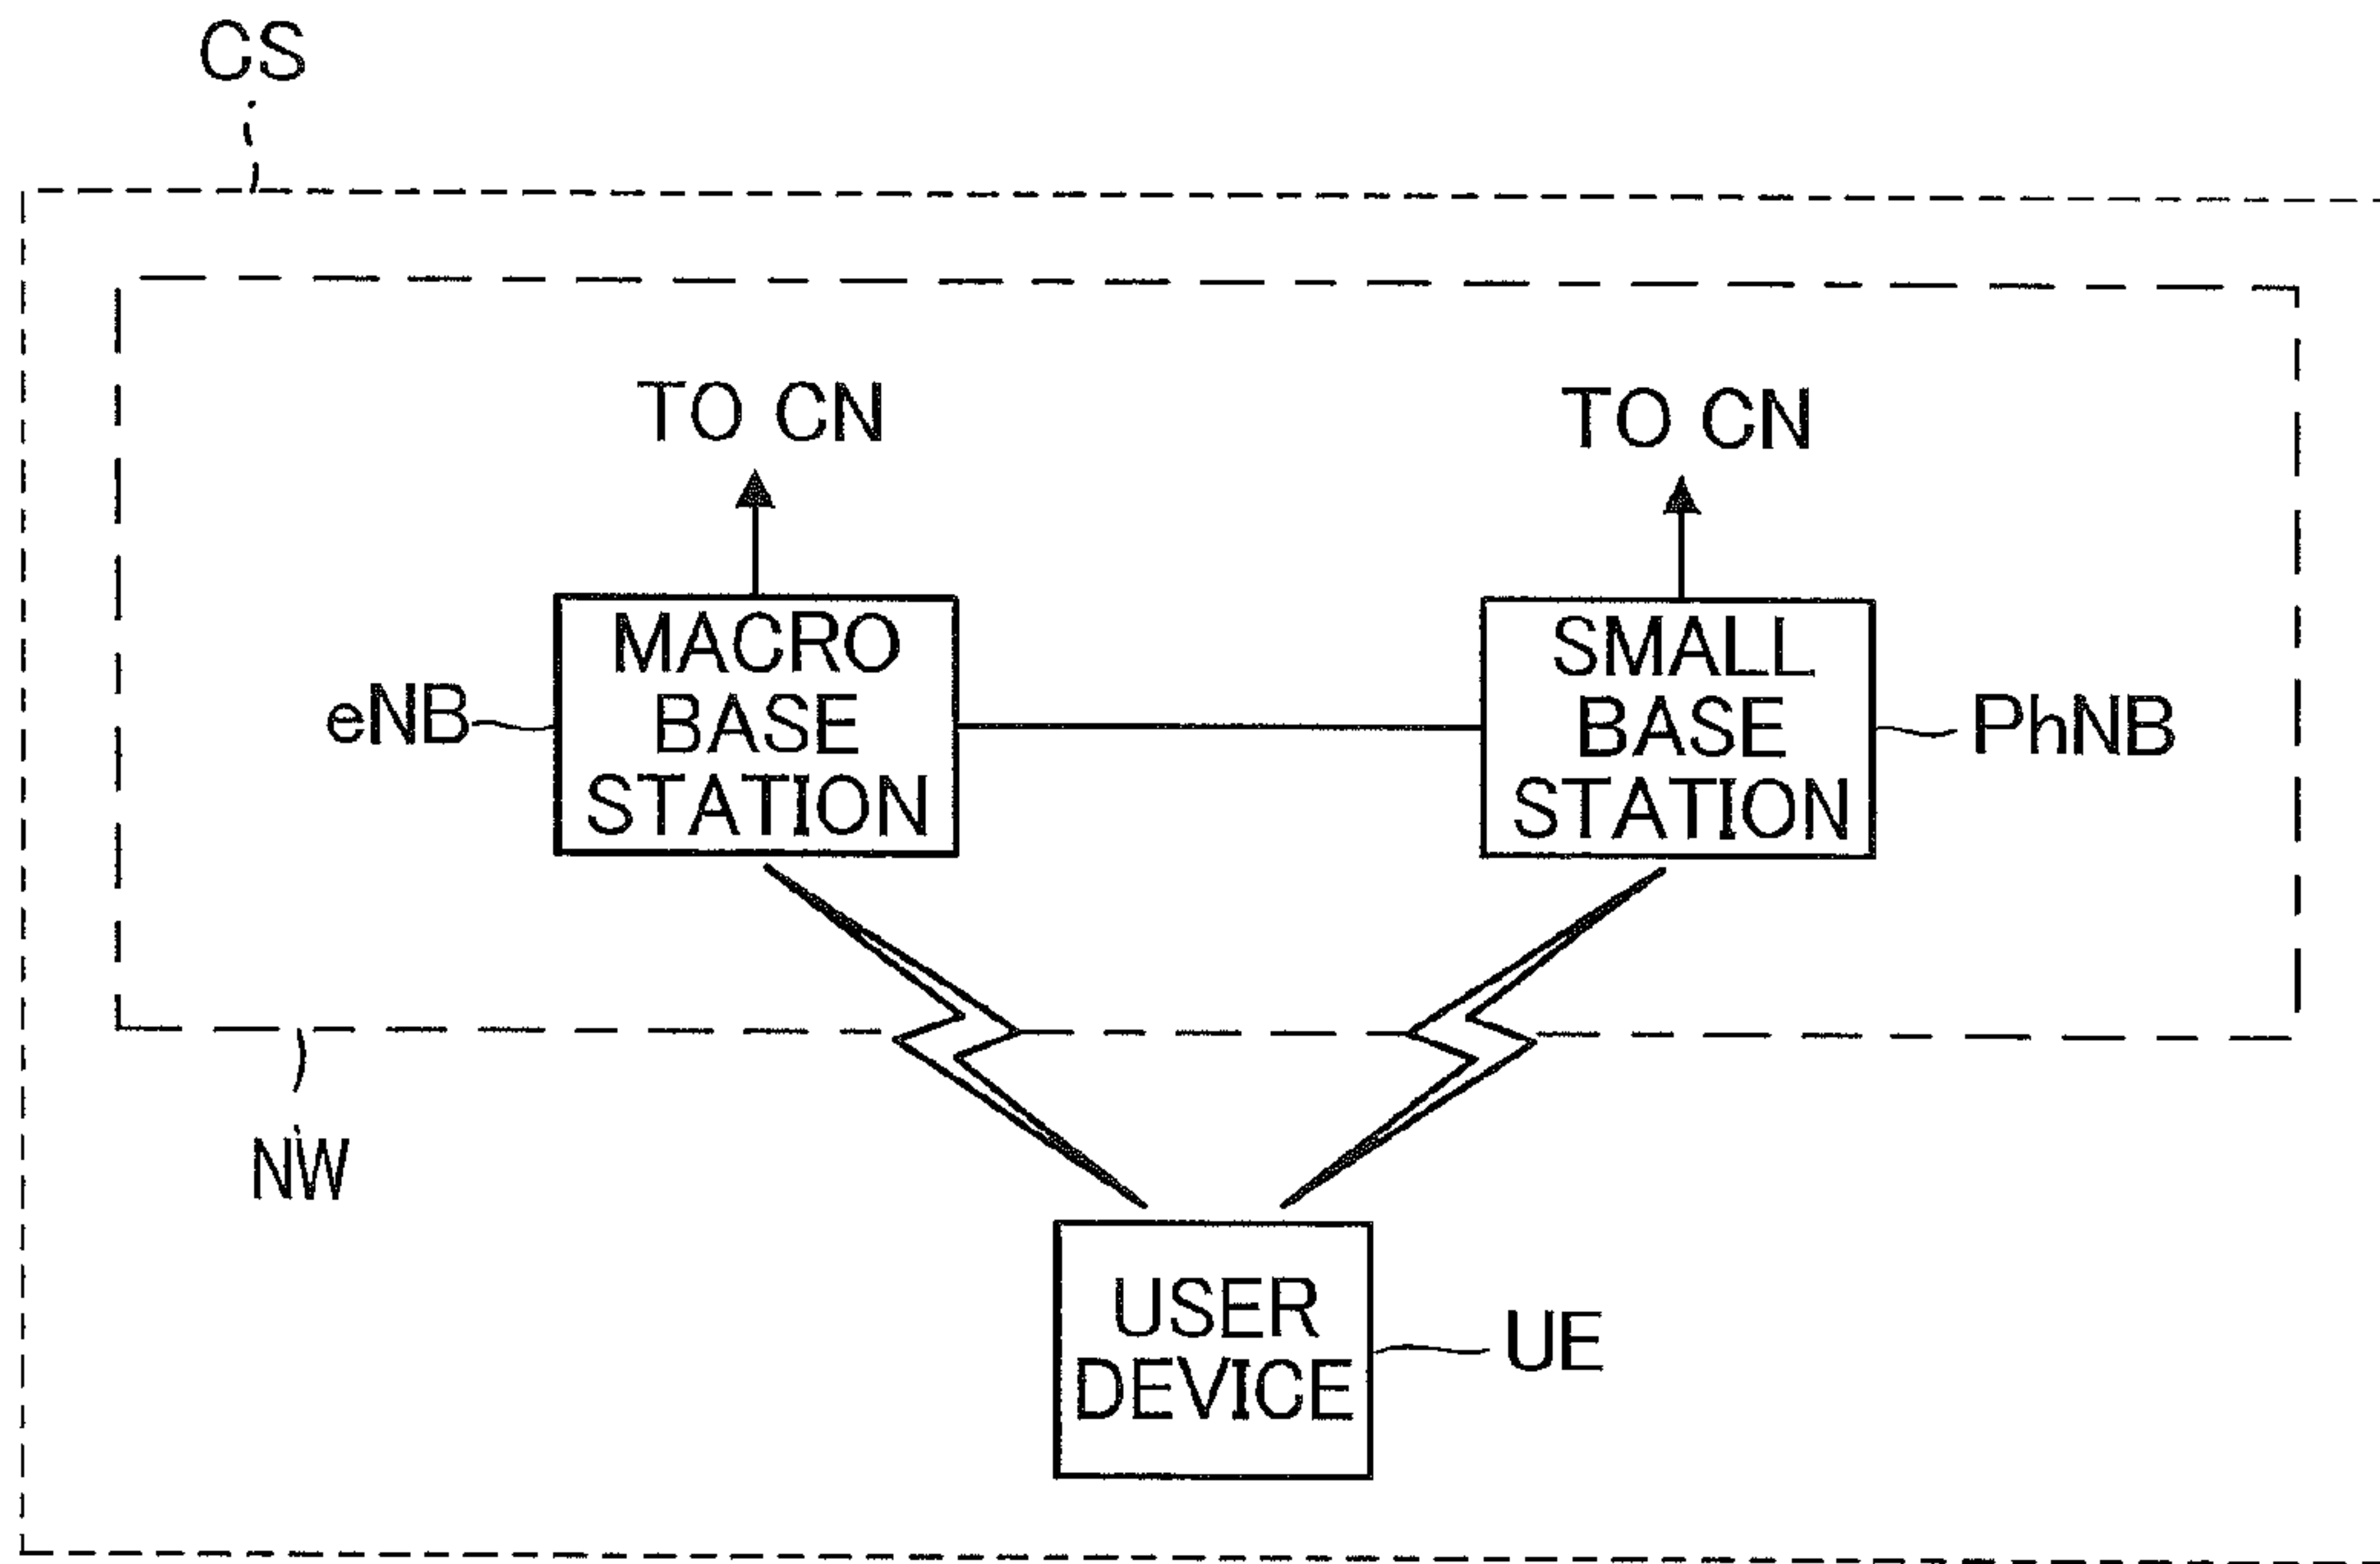 CS
TO CN
TO CN
MACRO
BASE
STATION
SMALL
BASE
STATION
eNB
PhNB
NW
USER
DEVICE
UE